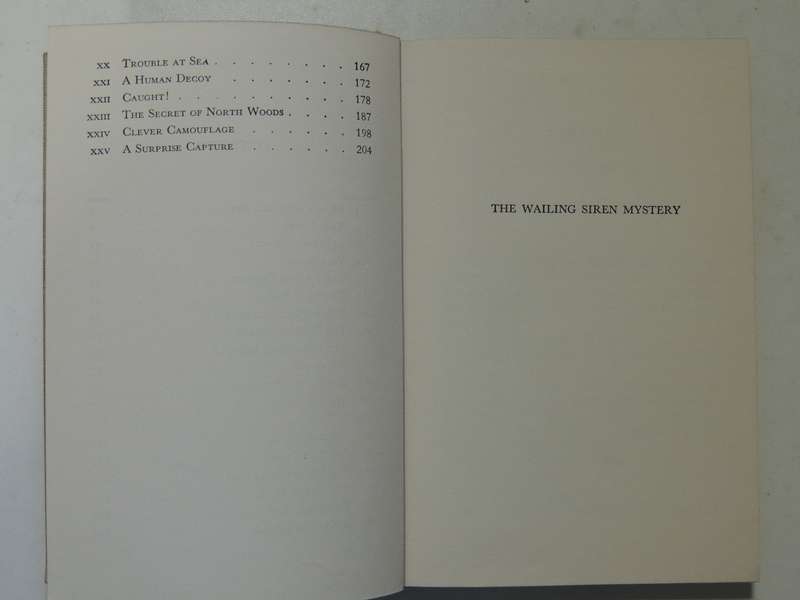 XX TROUBLE AT SEA . . . . . . . . 167
XXI A HUMAN DECOY . . . . . . . 172
XXII CAUGHT! . . . . . . . . . . 178
XXIII THE SECRET OF NORTH WOODS . . . . 187
XXIV CLEVER CAMOUFLAGE . . . . . . 198
XXV A SURPRISE CAPTURE . . . . . . 204
THE WAILING SIREN MYSTERY